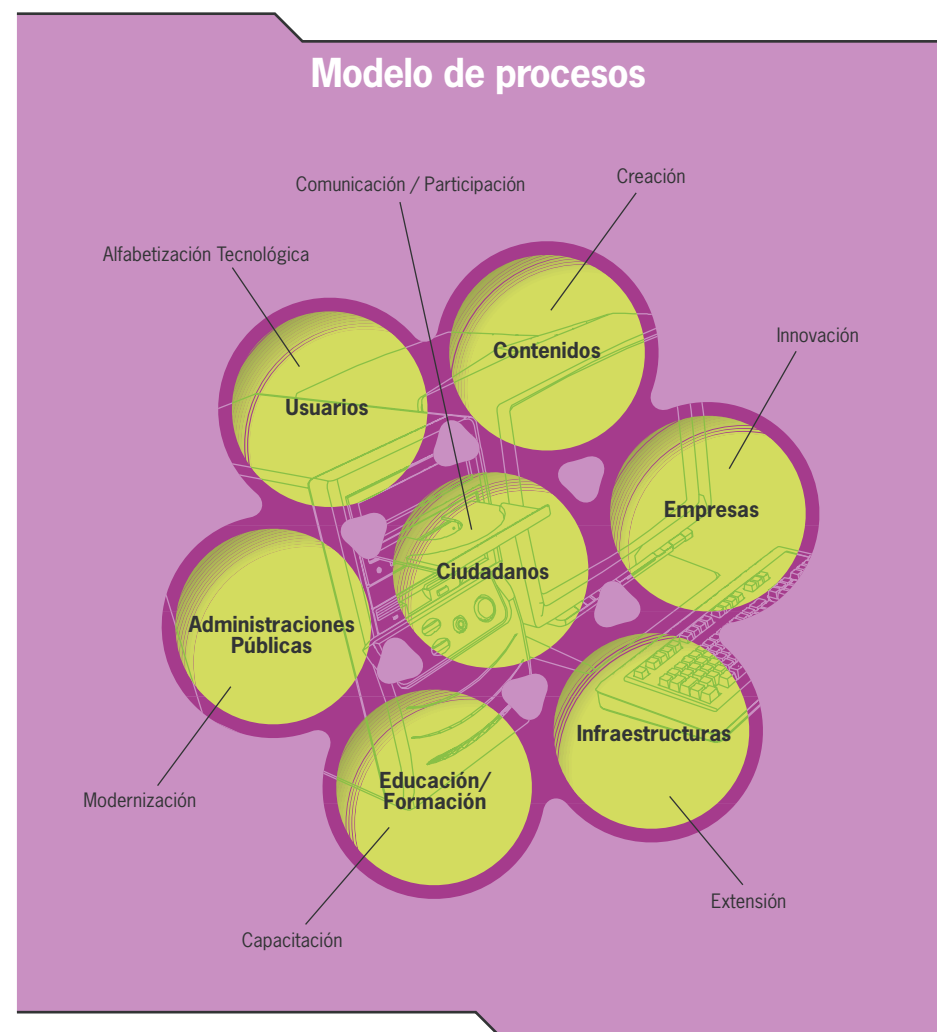 Modelo de procesos
Comunicación / Participación
Creación
Alfabetización Tecnológica
Innovación
Contenidos
Usuarios
Empresas
Ciudadanos
Administraciones
Públicas
Infraestructuras
Educación/
Formación
Modernización
Extensión
Capacitación